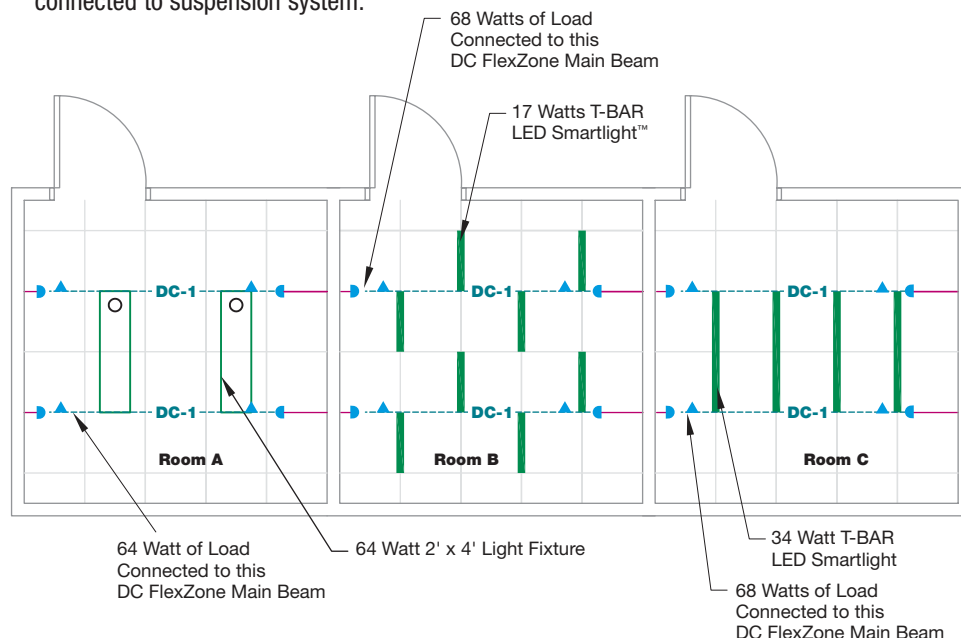 connected to suspension system.
68 Watts of Load
Connected to this
DC FlexZone Main Beam
17 Watts T-BAR
LED Smartlight™
DC-1
DC-1
DC-1
DC-1
DC-1
DC-1
Room A
Room B
Room C
64 Watt of Load
Connected to this
DC FlexZone Main Beam
64 Watt 2' x 4' Light Fixture
34 Watt T-BAR
LED Smartlight
68 Watts of Load
Connected to this
DC FlexZone Main Beam